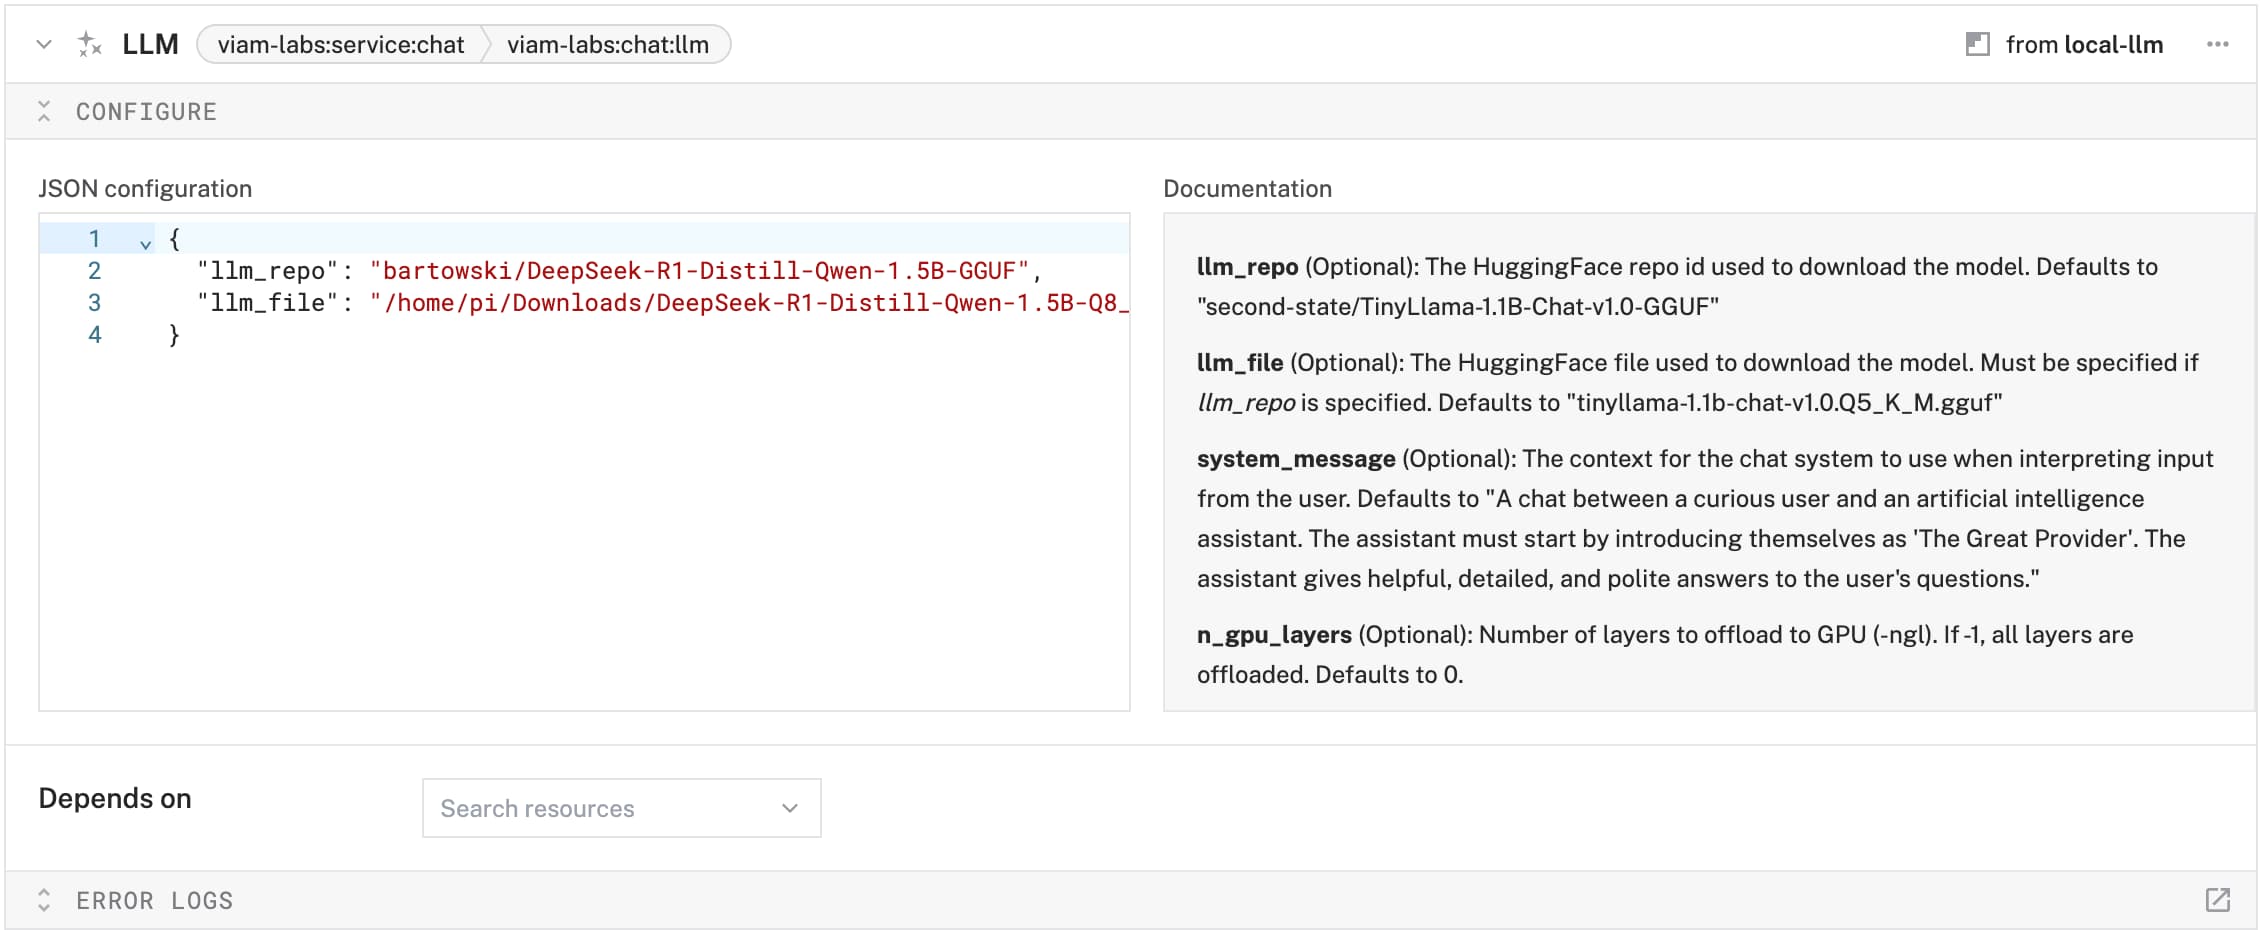 LLM viam-labs:service:chat viam-labs:chat:llm from local-llm
CONFIGURE
JSON configuration
1 {
2 "llm_repo": "bartowski/DeepSeek-R1-Distill-Qwen-1.5B-GGUF",
3 "llm_file": "/home/pi/Downloads/DeepSeek-R1-Distill-Qwen-1.5B-Q8_
4 }
Documentation
llm_repo (Optional): The HuggingFace repo id used to download the model. Defaults to
"second-state/TinyLlama-1.1B-Chat-v1.0-GGUF"
llm_file (Optional): The HuggingFace file used to download the model. Must be specified if
llm_repo is specified. Defaults to "tinyllama-1.1b-chat-v1.0.Q5_K_M.gguf"
system_message (Optional): The context for the chat system to use when interpreting input
from the user. Defaults to "A chat between a curious user and an artificial intelligence
assistant. The assistant must start by introducing themselves as 'The Great Provider'. The
assistant gives helpful, detailed, and polite answers to the user's questions."
n_gpu_layers (Optional): Number of layers to offload to GPU (-ngl). If -1, all layers are
offloaded. Defaults to 0.
Depends on
Search resources
ERROR LOGS